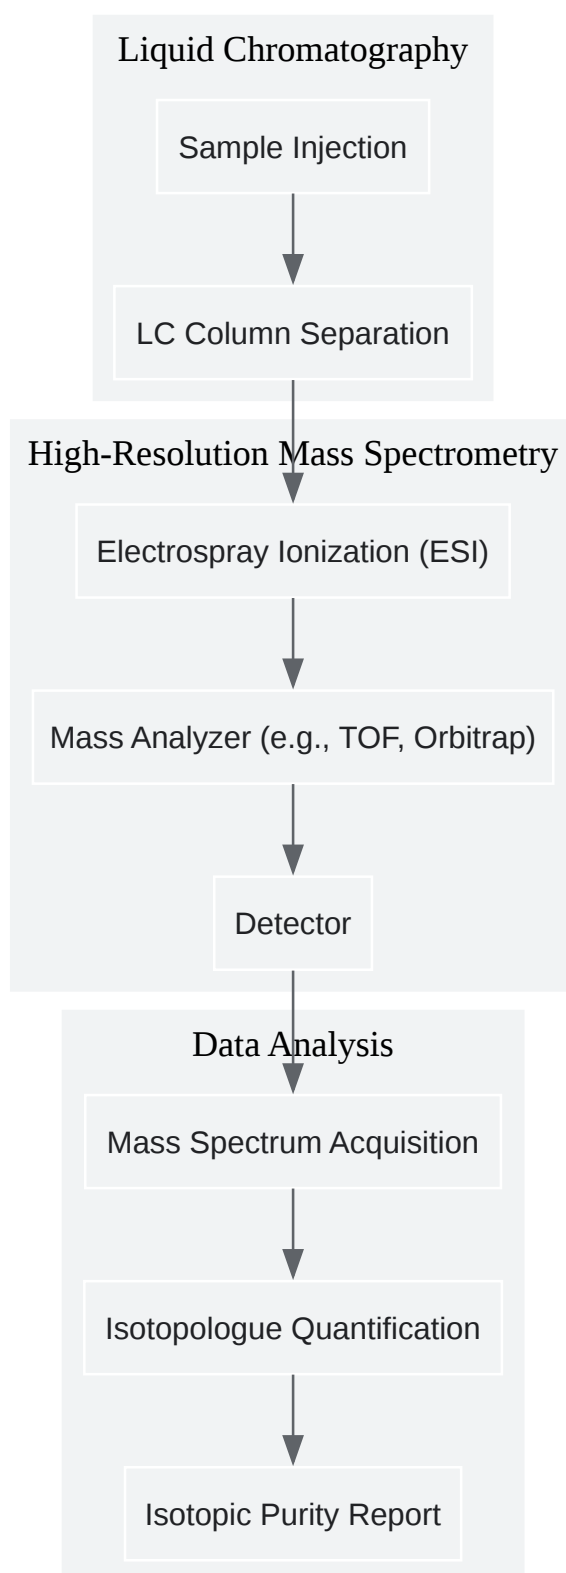 Liquid Chromatography
Sample Injection
LC Column Separation
High-Resolution Mass Spectrometry
Electrospray Ionization (ESI)
Mass Analyzer (e.g., TOF, Orbitrap)
Detector
Data Analysis
Mass Spectrum Acquisition
Isotopologue Quantification
Isotopic Purity Report